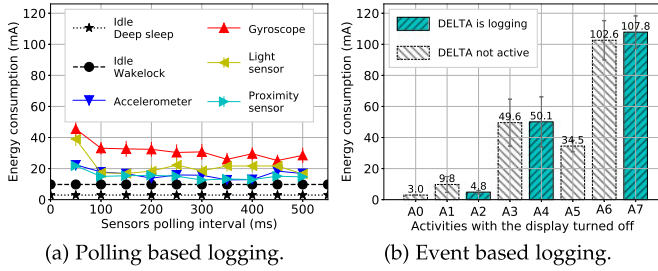 Energy consumption (mA)
120
100
80
60
40
20
0
Idle
Deep sleep
Idle
Wakelock
Accelerometer
Gyroscope
Light
sensor
Proximity
sensor
0 100 200 300 400 500
Sensors polling interval (ms)
(a) Polling based logging.
Energy consumption (mA)
120
100
80
60
40
20
0
DELTA is logging
DELTA not active
3.0
9.8
4.8
49.6
50.1
34.5
102.6
107.8
A0 A1 A2 A3 A4 A5 A6 A7
Activities with the display turned off
(b) Event based logging.